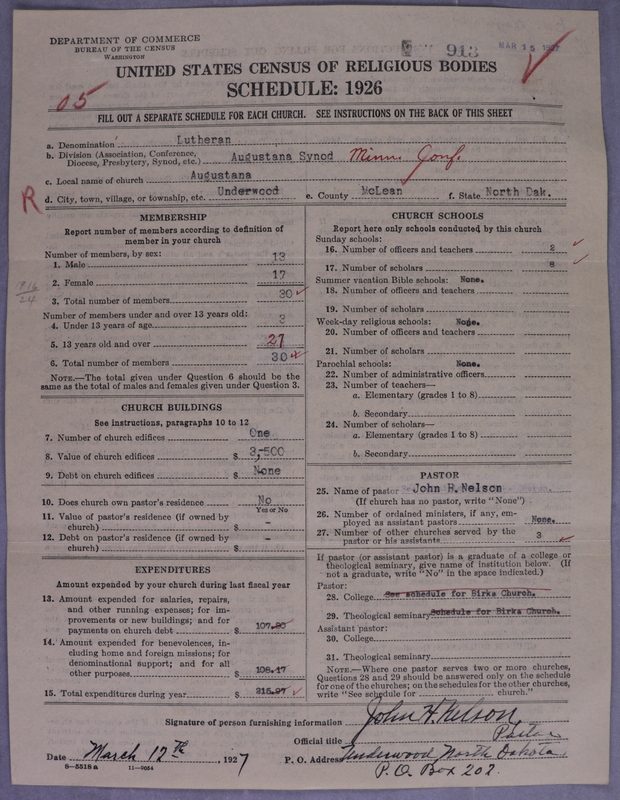 DEPARTMENT OF COMMERCE
BUREAU OF THE CENSUS
WASHINGTON
913
MAR 15 1927
UNITED STATES CENSUS OF RELIGIOUS BODIES
SCHEDULE: 1926
05
FILL OUT A SEPARATE SCHEDULE FOR EACH CHURCH. SEE INSTRUCTIONS ON THE BACK OF THIS SHEET
a. Denomination Lutheran
b. Division (Association, Conference, Diocese, Presbytery, Synod, etc.) Augustana Synod Minn. Conf.
c. Local name of church Augustana
R
d. City, town, village, or township, etc. Underwood e. County McLean f. State North Dak.
MEMBERSHIP
Report number of members according to definition of
member in your church
Number of members, by sex:
1. Male 13
2. Female 17
3. Total number of members 30
Number of members under and over 13 years old:
4. Under 13 years of age 3
5. 13 years old and over 27
6. Total number of members 30
NOTE.—The total given under Question 6 should be the
same as the total of males and females given under Question 3.
CHURCH BUILDINGS
See instructions, paragraphs 10 to 12
7. Number of church edifices One
8. Value of church edifices $ 3,500
9. Debt on church edifices $ None
10. Does church own pastor's residence No
Yes or No
11. Value of pastor's residence (if owned by
church) $ -
12. Debt on pastor's residence (if owned by
church) $ -
EXPENDITURES
Amount expended by your church during last fiscal year
13. Amount expended for salaries, repairs,
and other running expenses; for im-
provements or new buildings; and for
payments on church debt $ 107.80
14. Amount expended for benevolences, in-
cluding home and foreign missions; for
denominational support; and for all
other purposes $ 108.17
15. Total expenditures during year $ 215.97
CHURCH SCHOOLS
Report here only schools conducted by this church
Sunday schools:
16. Number of officers and teachers 2
17. Number of scholars 8
Summer vacation Bible schools: None.
18. Number of officers and teachers
19. Number of scholars
Week-day religious schools: None.
20. Number of officers and teachers
21. Number of scholars
Parochial schools: None.
22. Number of administrative officers
23. Number of teachers—
a. Elementary (grades 1 to 8)
b. Secondary
24. Number of scholars—
a. Elementary (grades 1 to 8)
b. Secondary
PASTOR
25. Name of pastor John H. Nelson
(If church has no pastor, write "None")
26. Number of ordained ministers, if any, em-
ployed as assistant pastors None.
27. Number of other churches served by the
pastor or his assistants 3
If pastor (or assistant pastor) is a graduate of a college or
theological seminary, give name of institution below. (If
not a graduate, write "No" in the space indicated.)
Pastor:
28. College See schedule for Birka Church.
29. Theological seminary Schedule for Birka Church.
Assistant pastor:
30. College
31. Theological seminary
NOTE.—Where one pastor serves two or more churches,
Questions 28 and 29 should be answered only on the schedule
for one of the churches; on the schedules for the other churches,
write "See schedule for church."
Signature of person furnishing information John H. Nelson
Official title Pastor
Date March 12th, 1927 P. O. Address Underwood North Dakota
P.O. Box 202.
8-5518a 11-9054